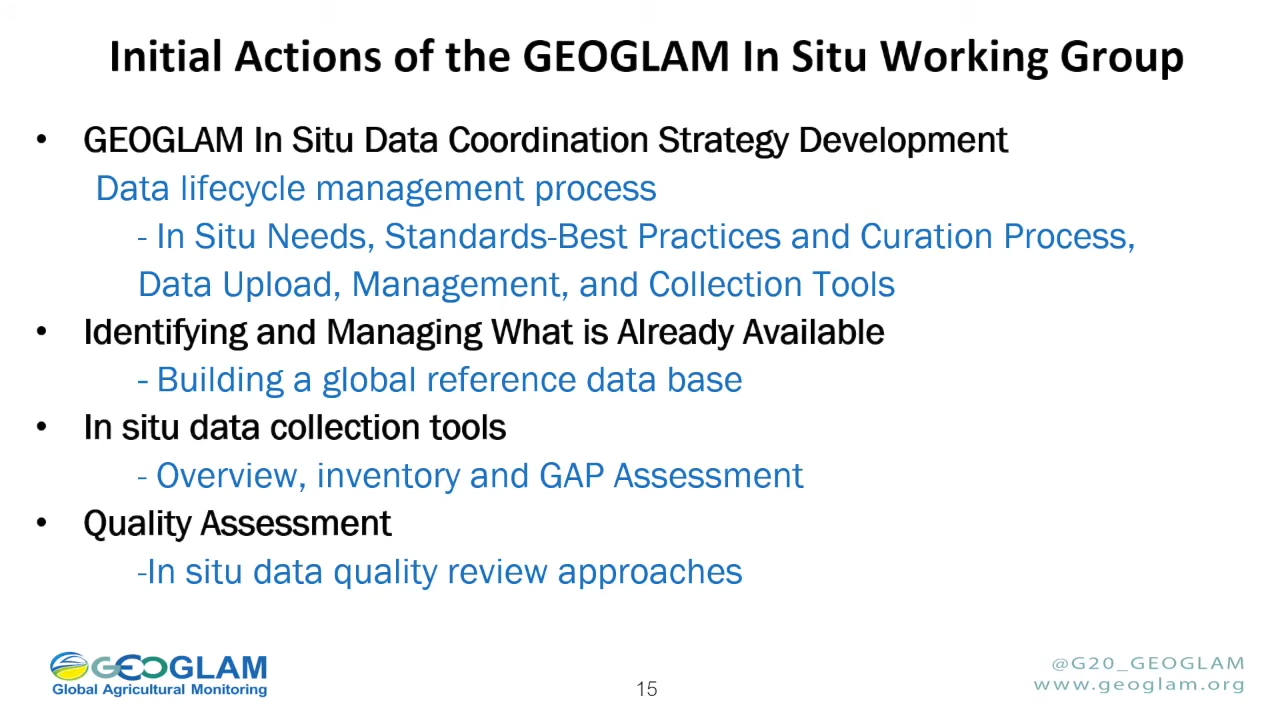 Initial Actions of the GEOGLAM In Situ Working Group
• GEOGLAM In Situ Data Coordination Strategy Development
Data lifecycle management process
- In Situ Needs, Standards-Best Practices and Curation Process,
Data Upload, Management, and Collection Tools
• Identifying and Managing What is Already Available
- Building a global reference data base
• In situ data collection tools
- Overview, inventory and GAP Assessment
• Quality Assessment
-In situ data quality review approaches
GEOGLAM
Global Agricultural Monitoring
15
@G20_GEOGLAM
www.geoglam.org